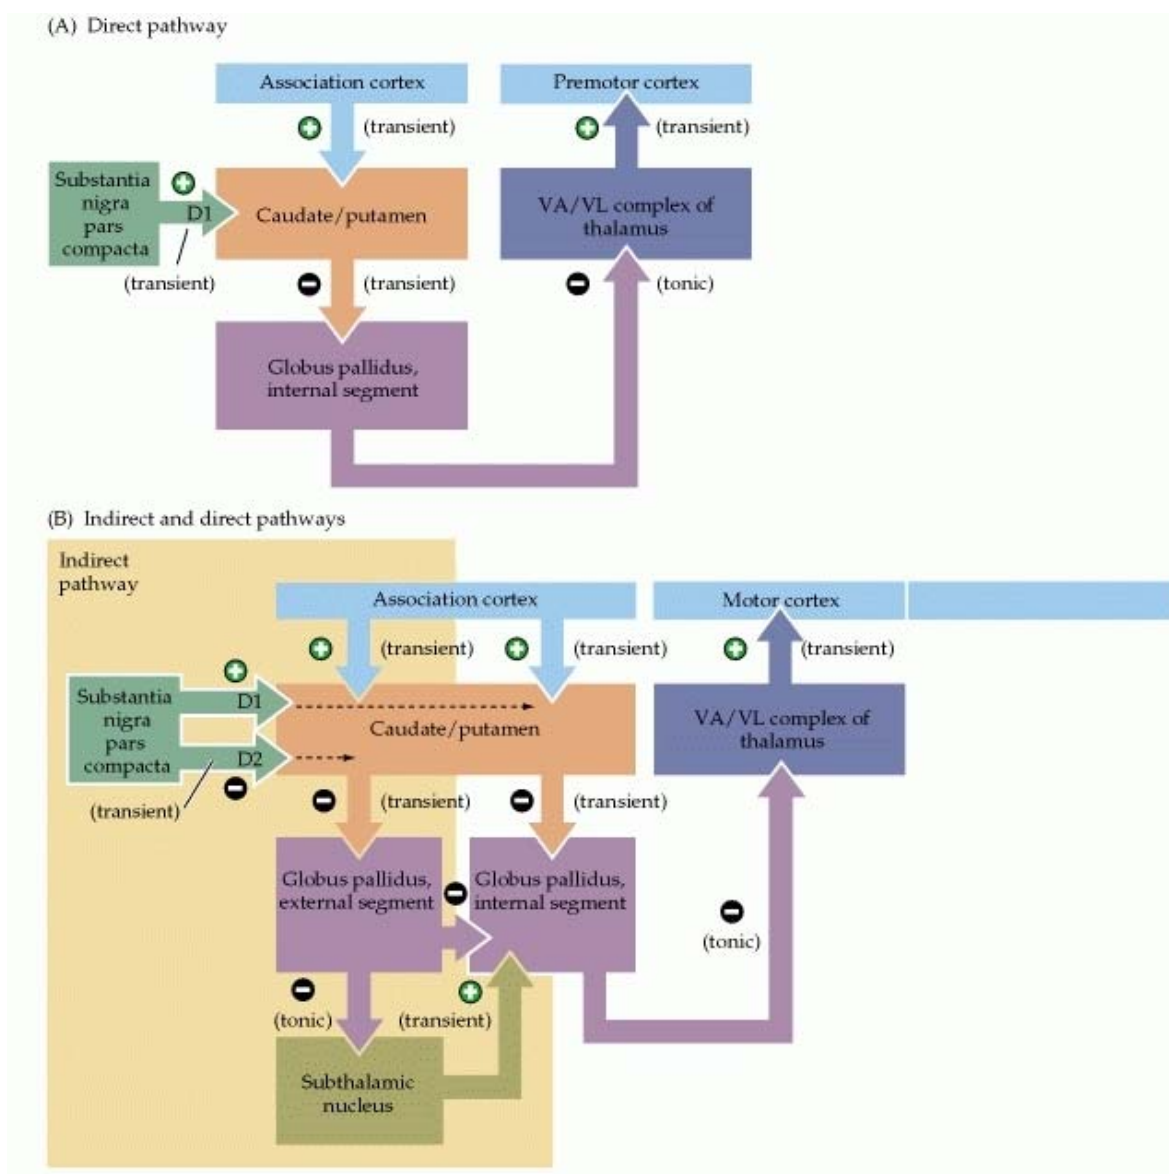 (A) Direct pathway
Association cortex
Premotor cortex
(transient)
(transient)
Substantia
nigra
pars
compacta
D1
(transient)
Caudate/putamen
VA/VL complex of
thalamus
(transient)
(tonic)
Globus pallidus,
internal segment
(B) Indirect and direct pathways
Indirect
pathway
Association cortex
Motor cortex
(transient)
(transient)
(transient)
Substantia
nigra
pars
compacta
D1
D2
(transient)
Caudate/putamen
VA/VL complex of
thalamus
(transient)
(transient)
Globus pallidus,
external segment
Globus pallidus,
internal segment
(tonic)
(tonic)
(transient)
Subthalamic
nucleus